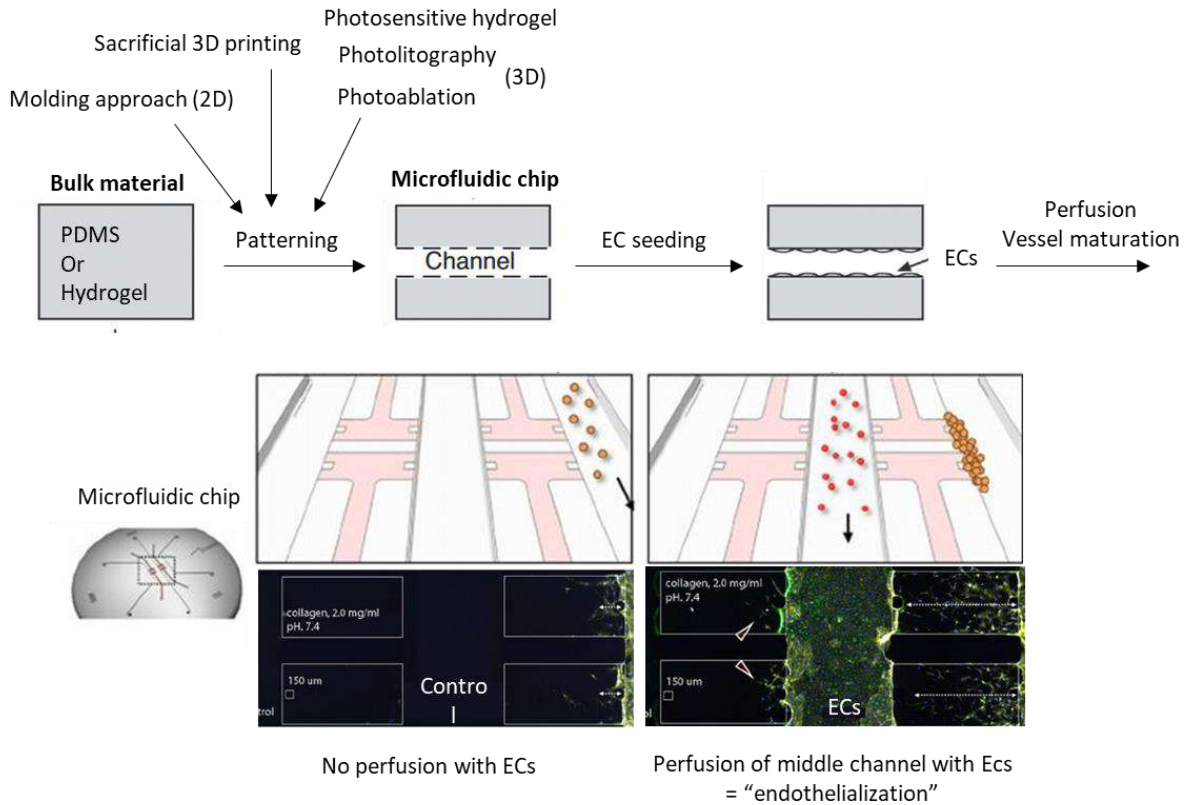 Photosensitive hydrogel
Sacrificial 3D printing
Photolitography
(3D)
Molding approach (2D)
Photoablation
Bulk material
Microfluidic chip
Perfusion
Vessel maturation
PDMS
Or
Hydrogel
Patterning
Channel
EC seeding
ECs
Microfluidic chip
collagen, 2.0 mg/ml
pH. 7.4
150 um
Contro
l
trol
collagen, 2.0 mg/ml
pH. 7.4
150 um
ECs
ol
No perfusion with ECs
Perfusion of middle channel with Ecs
= “endothelialization”